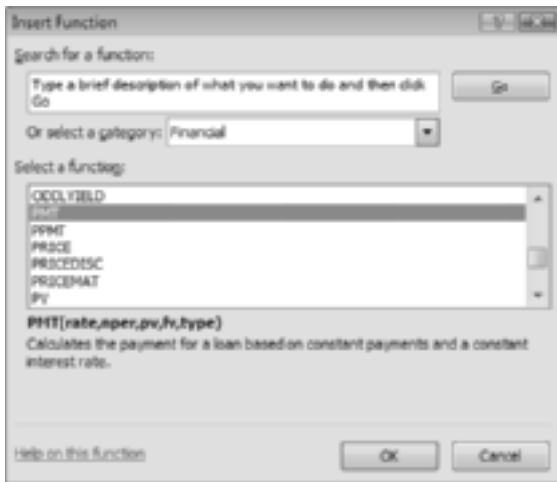 Insert Function
Search for a function:
Type a brief description of what you want to do and then click
Go
Go
Or select a category: Financial
Select a function:
ODDLYIELD
PMT
PPMT
PRICE
PRICEDISC
PRICEMAT
PV
PMT(rate,nper,pv,fv,type)
Calculates the payment for a loan based on constant payments and a constant
interest rate.
Help on this function
OK
Cancel